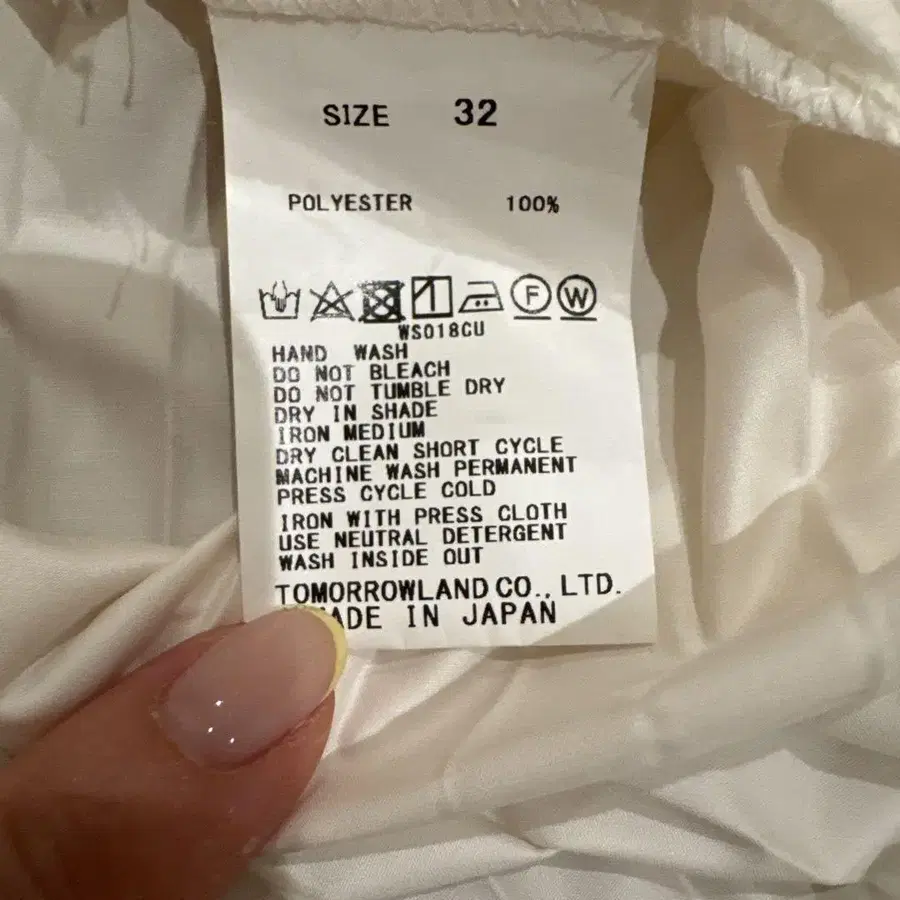 SIZE 32
POLYESTER 100%
F W
WS018CU
HAND WASH
DO NOT BLEACH
DO NOT TUMBLE DRY
DRY IN SHADE
IRON MEDIUM
DRY CLEAN SHORT CYCLE
MACHINE WASH PERMANENT
PRESS CYCLE COLD
IRON WITH PRESS CLOTH
USE NEUTRAL DETERGENT
WASH INSIDE OUT
TOMORROWLAND CO., LTD.
MADE IN JAPAN